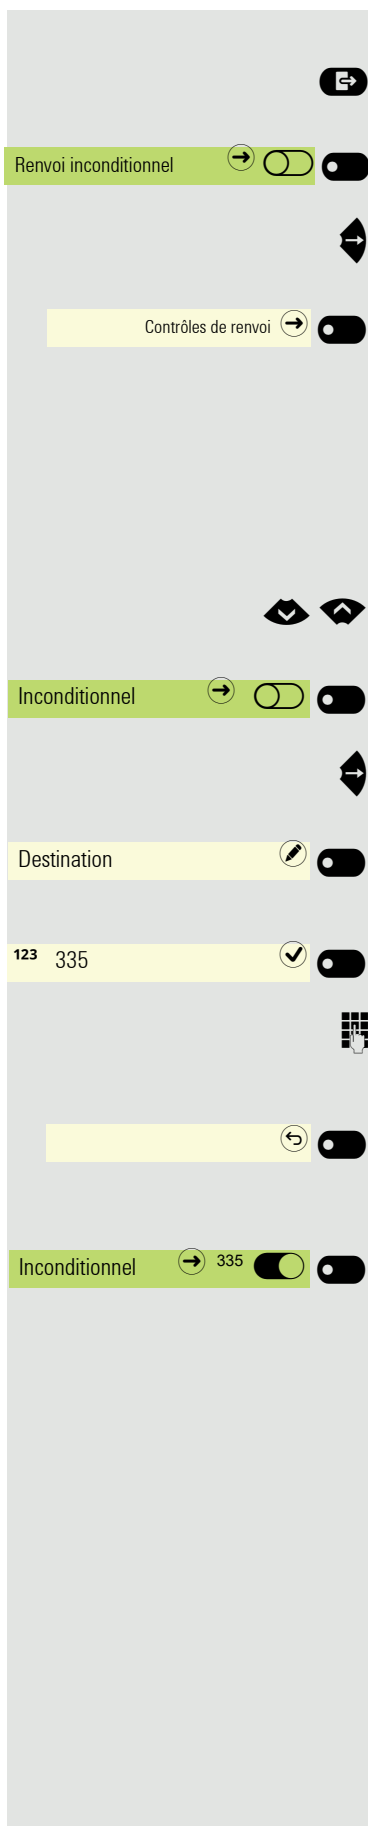 Renvoi inconditionnel
Contrôles de renvoi
Inconditionnel
Destination
123 335
Inconditionnel 335